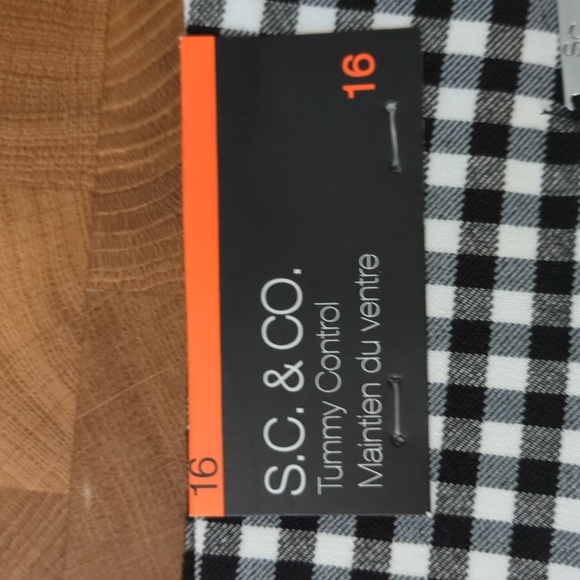 16
S.C. & CO.
Tummy Control
Maintien du ventre
16
S.C